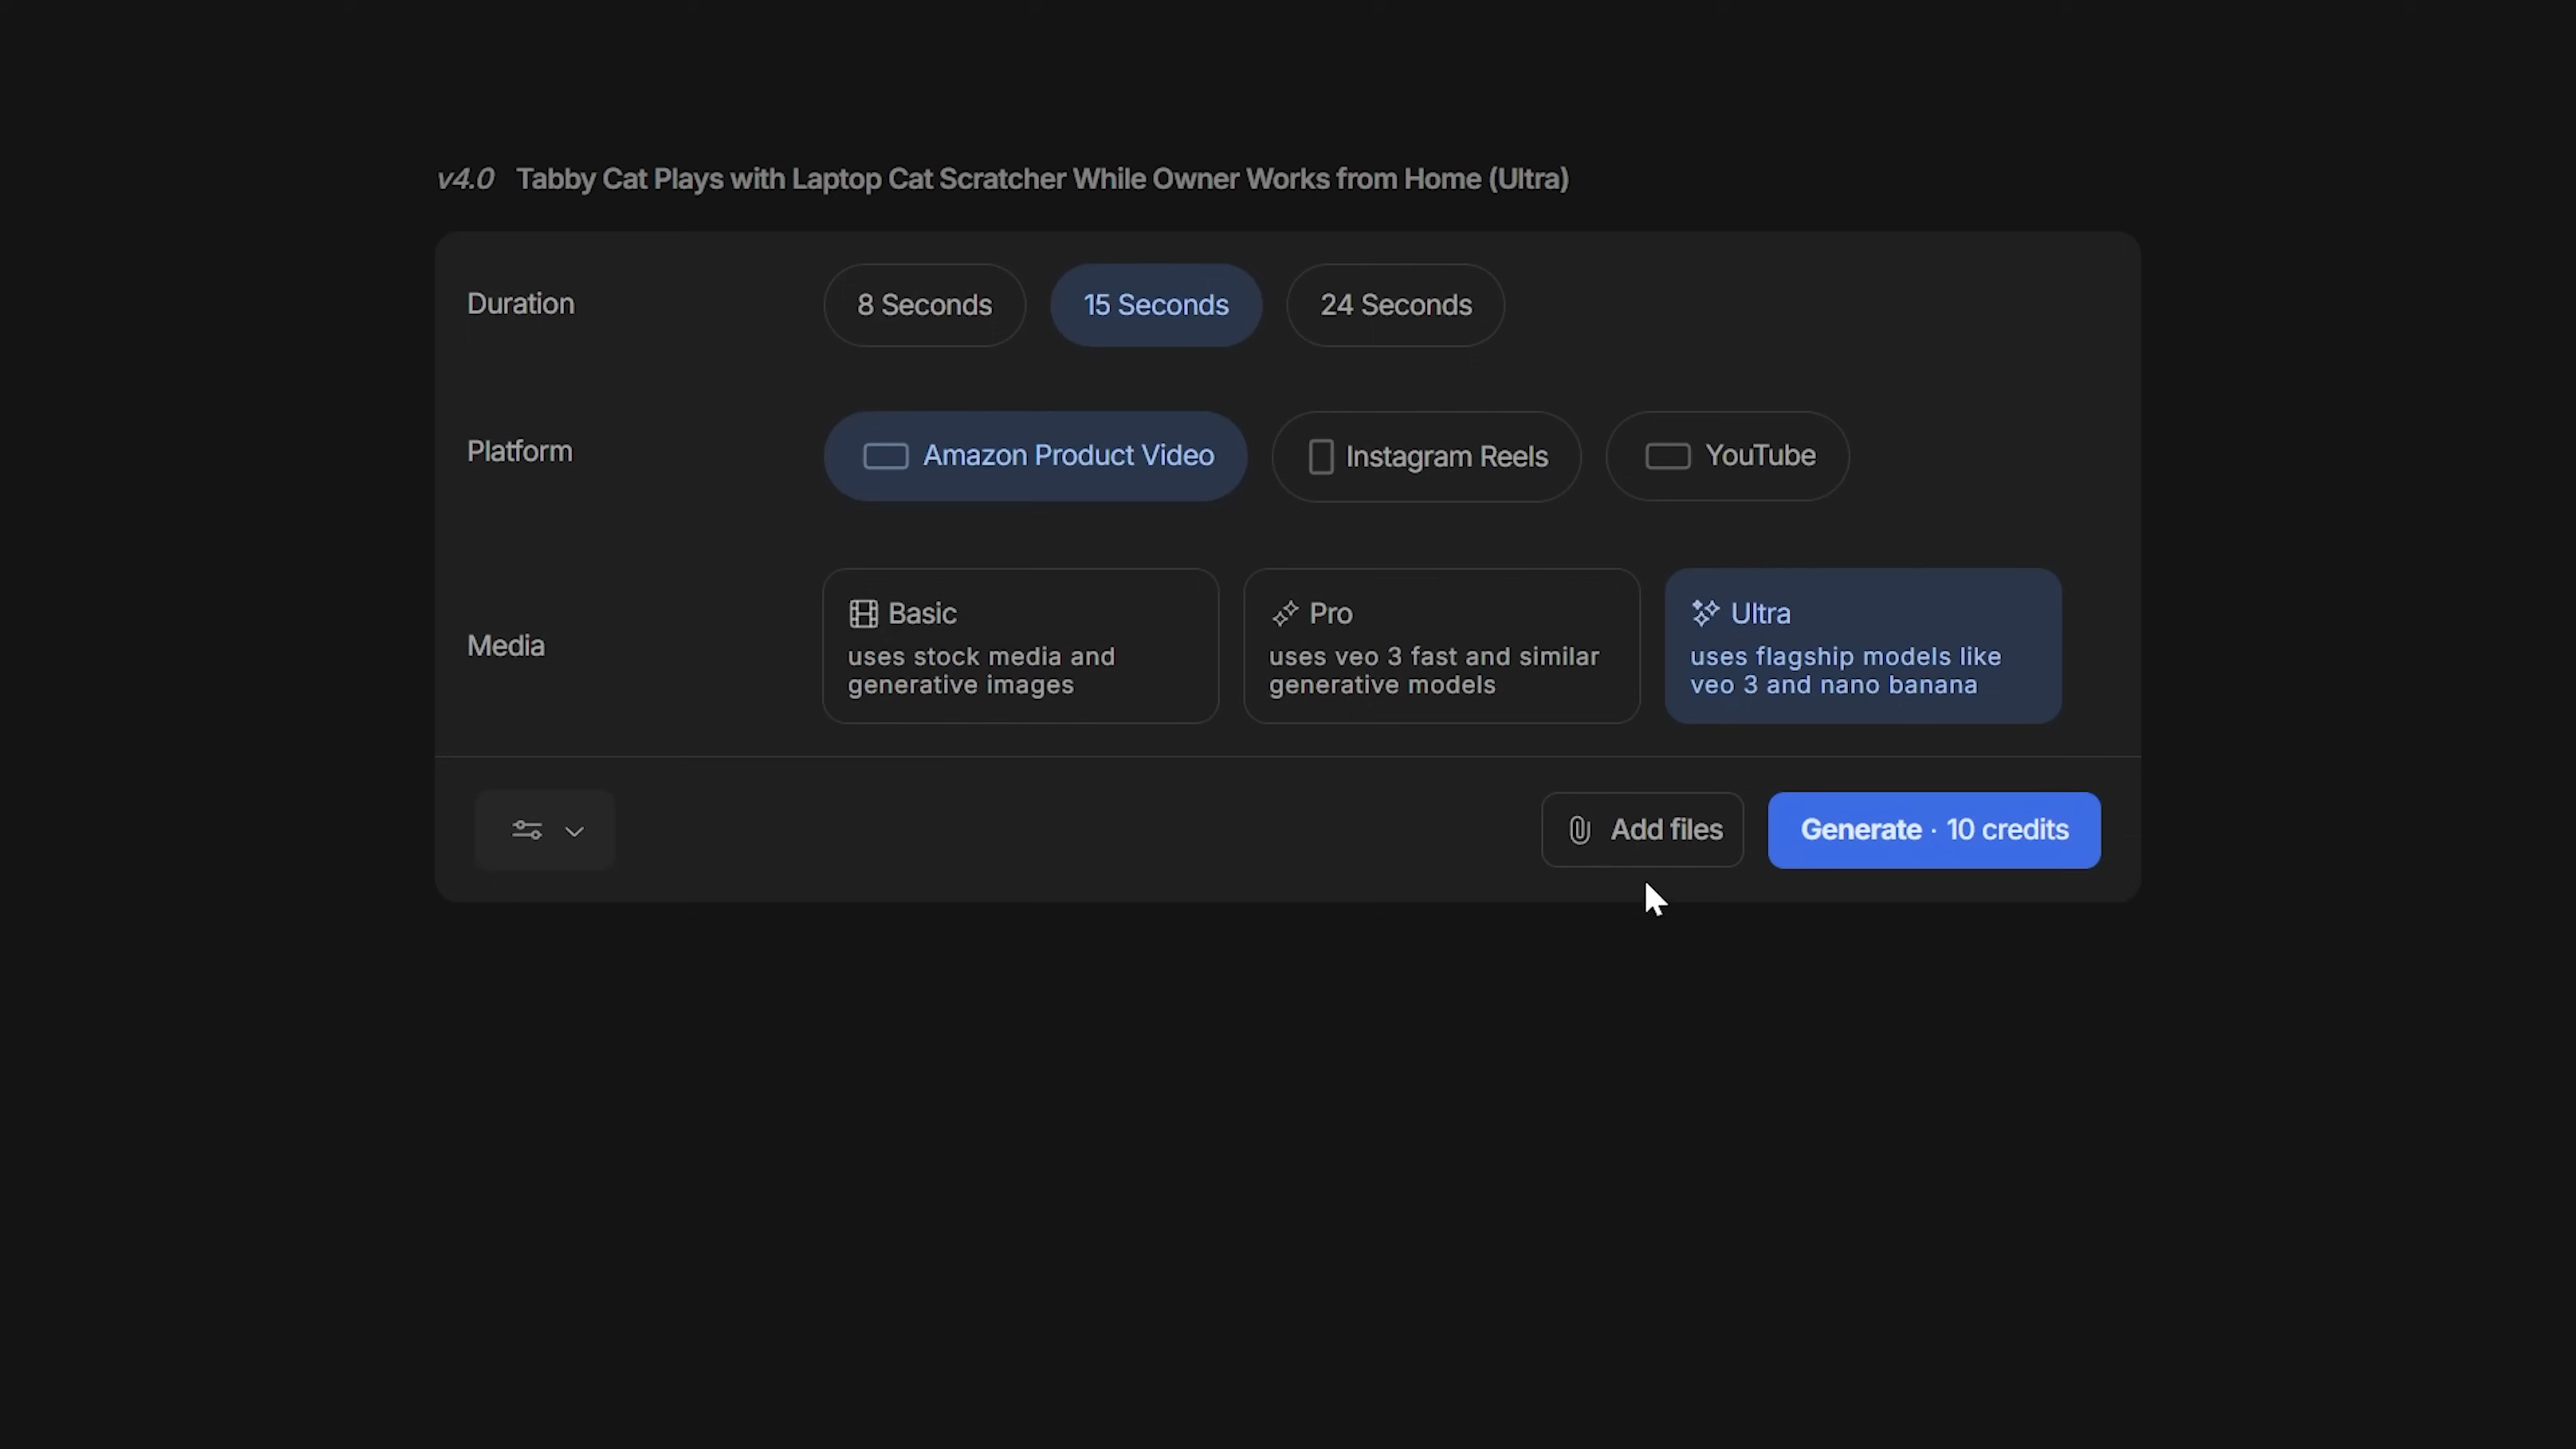 v4.0 Tabby Cat Plays with Laptop Cat Scratcher While Owner Works from Home (Ultra)
Duration
8 Seconds
15 Seconds
24 Seconds
Platform
Amazon Product Video
Instagram Reels
YouTube
Media
Basic
uses stock media and
generative images
Pro
uses veo 3 fast and similar
generative models
Ultra
uses flagship models like
veo 3 and nano banana
Add files
Generate · 10 credits